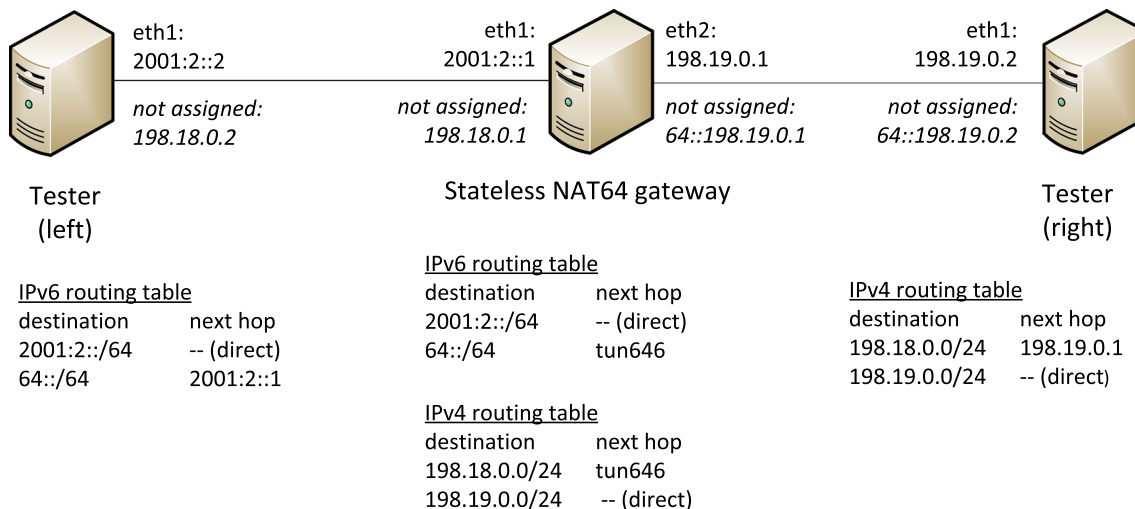 eth1:
2001:2::2
not assigned:
198.18.0.2
eth1:
2001:2::1
not assigned:
198.18.0.1
eth2:
198.19.0.1
not assigned:
64::198.19.0.1
eth1:
198.19.0.2
not assigned:
64::198.19.0.2
Tester
(left)
Stateless NAT64 gateway
Tester
(right)
IPv6 routing table
destination next hop
2001:2::/64 -- (direct)
64::/64 2001:2::1
IPv6 routing table
destination next hop
2001:2::/64 -- (direct)
64::/64 tun646
IPv4 routing table
destination next hop
198.18.0.0/24 tun646
198.19.0.0/24 -- (direct)
IPv4 routing table
destination next hop
198.18.0.0/24 198.19.0.1
198.19.0.0/24 -- (direct)